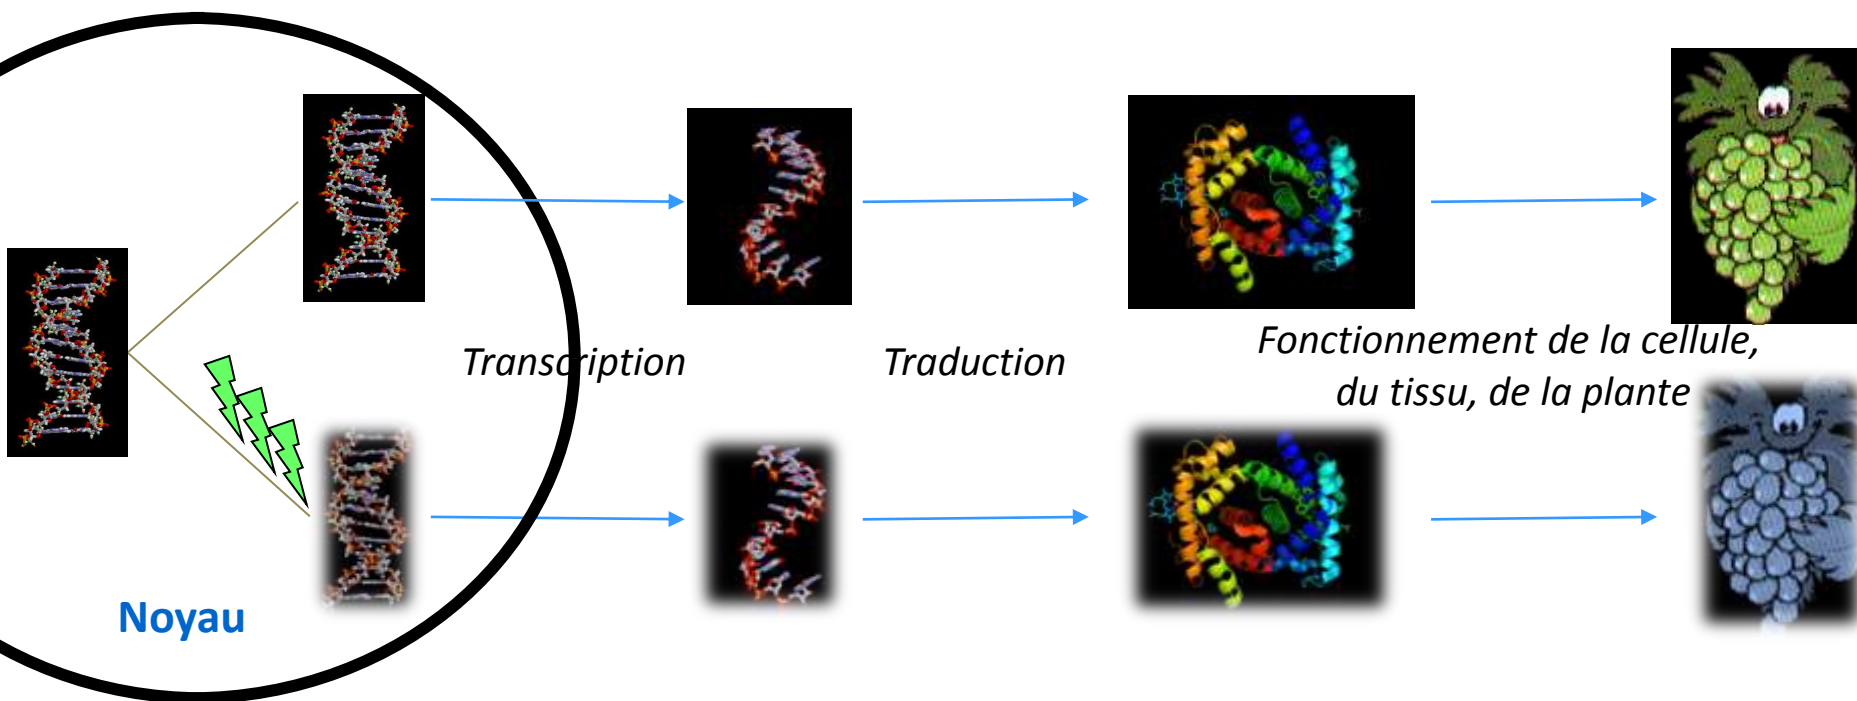 Transcription
Traduction
Fonctionnement de la cellule,
du tissu, de la plante
Noyau